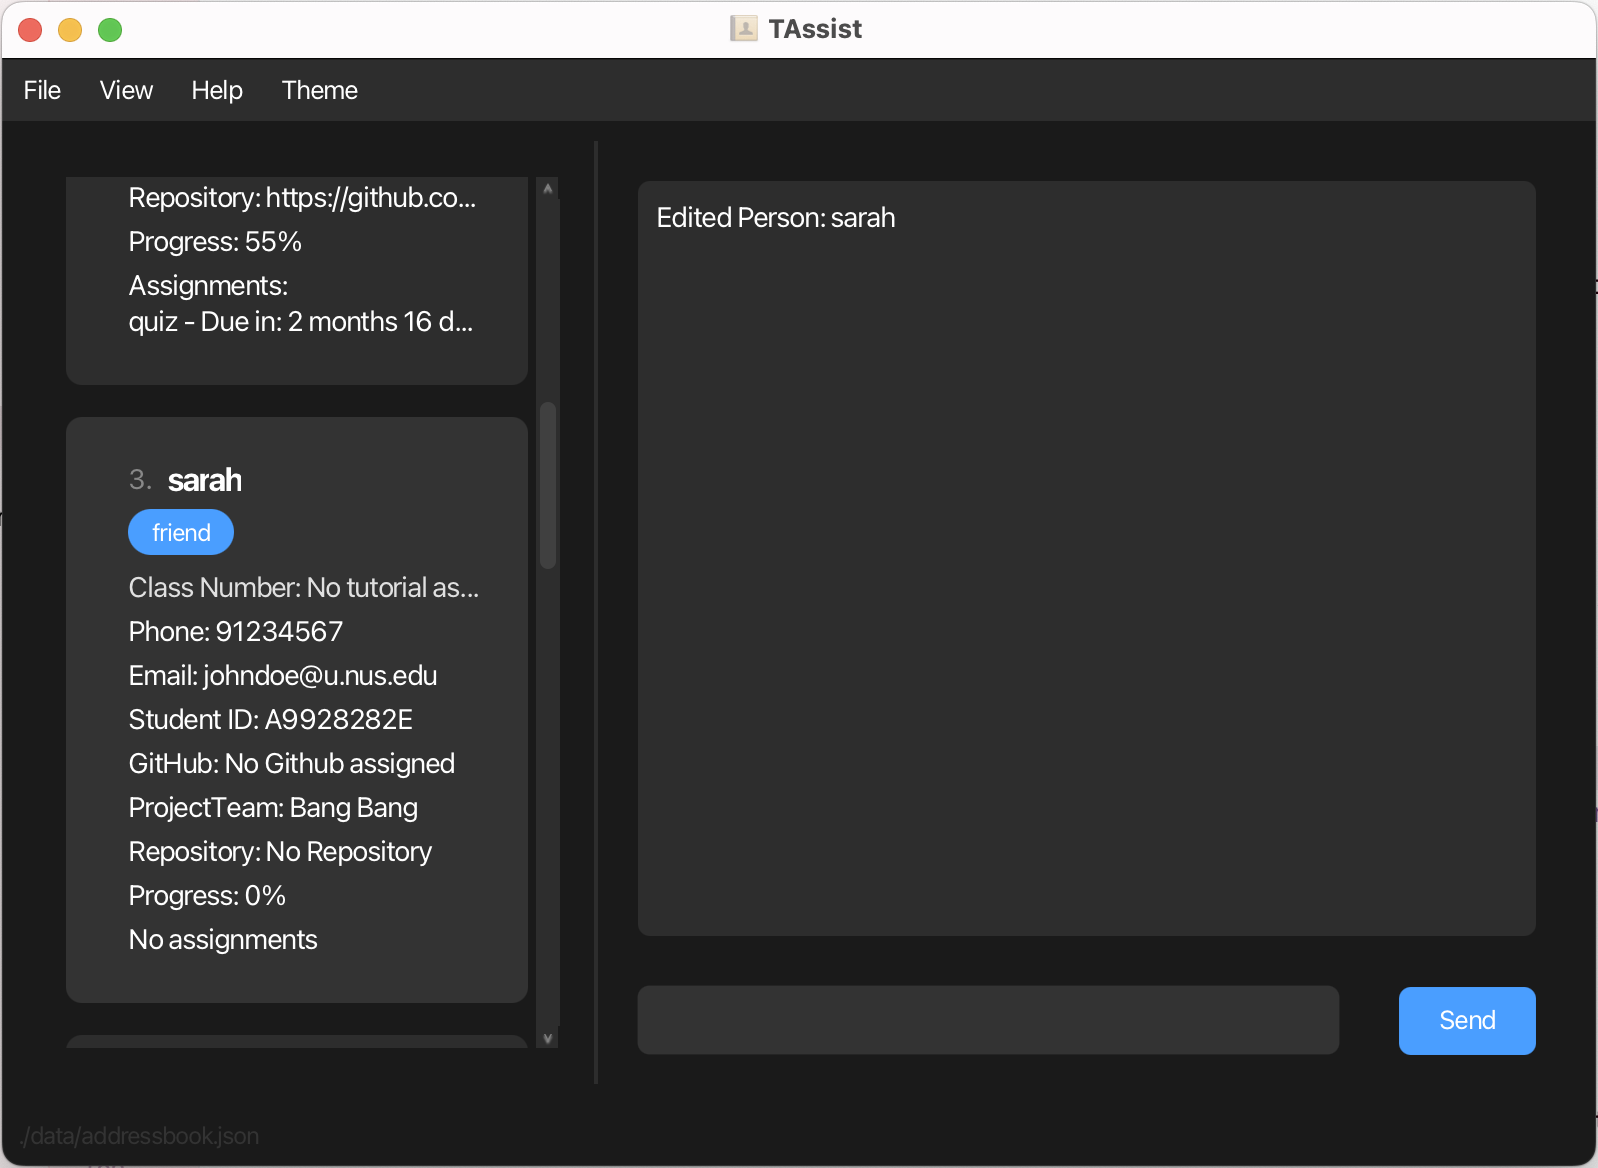 TAssist
File View Help Theme
Repository: https://github.co...
Progress: 55%
Assignments:
quiz - Due in: 2 months 16 d...
3. sarah
friend
Class Number: No tutorial as...
Phone: 91234567
Email: johndoe@u.nus.edu
Student ID: A9928282E
GitHub: No Github assigned
ProjectTeam: Bang Bang
Repository: No Repository
Progress: 0%
No assignments
Edited Person: sarah
Send
./data/addressbook.json